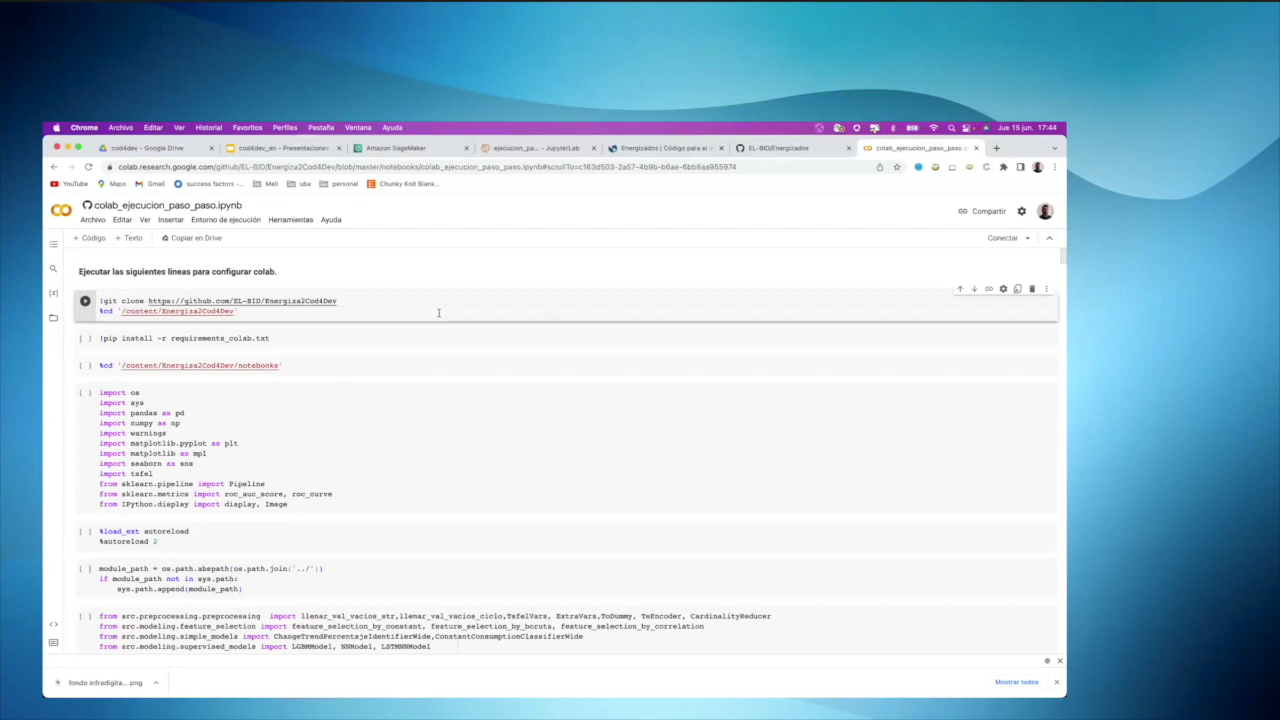 Chrome Archivo Editar Ver Historial Favoritos Perfiles Pestaña Ventana Ayuda Jue 15 jun. 17:44
cod4dev - Google Drive cod4dev_en - Presentaciones Amazon SageMaker ejecucion_pa... - JupyterLab Energizados | Código para el d EL-BID/Energizados colab_ejecucion_paso_paso.ip
colab.research.google.com/github/EL-BID/Energiza2Cod4Dev/blob/master/notebooks/colab_ejecucion_paso_paso.ipynb#scrollTo=c163d503-2a57-4b9b-b6ae-6bb8aa955974
YouTube Maps Gmail success factors -... Meli uba personal Chunky Knit Blank...
CO colab_ejecucion_paso_paso.ipynb
Compartir
Archivo Editar Ver Insertar Entorno de ejecución Herramientas Ayuda
+ Código + Texto Copiar en Drive Conectar
Ejecutar las siguientes lineas para configurar colab.
!git clone https://github.com/EL-BID/Energiza2Cod4Dev
%cd '/content/Energiza2Cod4Dev'
[ ] !pip install -r requirements_colab.txt
[ ] %cd '/content/Energiza2Cod4Dev/notebooks'
[ ] import os
import sys
import pandas as pd
import numpy as np
import warnings
import matplotlib.pyplot as plt
import matplotlib as mpl
import seaborn as sns
import tsfel
from sklearn.pipeline import Pipeline
from sklearn.metrics import roc_auc_score, roc_curve
from IPython.display import display, Image
[ ] %load_ext autoreload
%autoreload 2
[ ] module_path = os.path.abspath(os.path.join('../'))
if module_path not in sys.path:
sys.path.append(module_path)
[ ] from src.preprocessing.preprocessing import llenar_val_vacios_str,llenar_val_vacios_ciclo,TsfelVars, ExtraVars,ToDummy, TeEncoder, CardinalityReducer
from src.modeling.feature_selection import feature_selection_by_constant, feature_selection_by_boruta, feature_selection_by_correlation
from src.modeling.simple_models import ChangeTrendPercentajeIdentifierWide,ConstantConsumptionClassifierWide
from src.modeling.supervised_models import LGBMModel, NNModel, LSTMNNModel
fondo infradigita....png
Mostrar todos